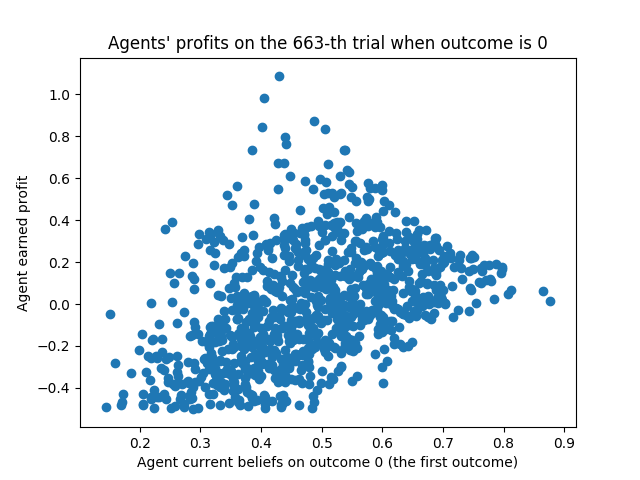 Agents' profits on the 663-th trial when outcome is 0
Agent earned profit
1.0
0.8
0.6
0.4
0.2
0.0
−0.2
−0.4
0.2 0.3 0.4 0.5 0.6 0.7 0.8 0.9
Agent current beliefs on outcome 0 (the first outcome)